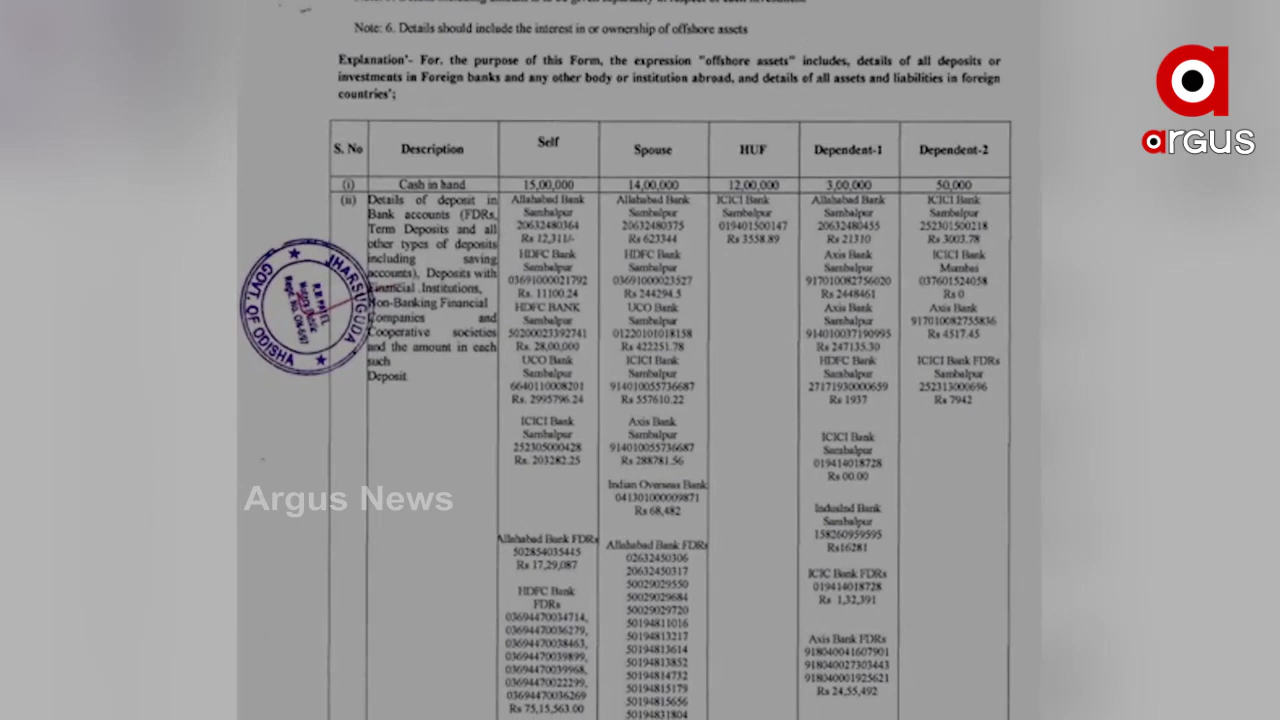 Note: 6. Details should include the interest in or ownership of offshore assets
Explanation'- For, the purpose of this Form, the expression "offshore assets" includes, details of all deposits or
investments in Foreign banks and any other body or institution abroad, and details of all assets and liabilities in foreign
countries';
argus
S. No
Description
Self
Spouse
HUF
Dependent-1
Dependent-2
(i)
Cash in hand
15,00,000
14,00,000
12,00,000
3,00,000
50,000
(ii)
Details of deposit in
Bank accounts (FDRs,
Term Deposits and all
other types of deposits
including saving
accounts), Deposits with
Financial Institutions,
Non-Banking Financial
Companies and
Cooperative societies
and the amount in each
such
Deposit
Allahabad Bank
Sambalpur
20632480364
Rs 12,311/-
HDFC Bank
Sambalpur
03691000021792
Rs. 11100.24
HDFC BANK
Sambalpur
50200023392741
Rs. 28,00,000
UCO Bank
Sambalpur
6640110008201
Rs. 2995796.24
ICICI Bank
Sambalpur
252305000428
Rs. 203282.25
Allahabad Bank FDRs
502854035445
Rs 17,29,087
HDFC Bank
FDRs
03694470034714,
03694470036279,
03694470038463,
03694470039899,
03694470039968,
03694470022299,
03694470036269
Rs 75,15,563.00
Allahabad Bank
Sambalpur
20632480375
Rs 623344
HDFC Bank
Sambalpur
03691000023527
Rs 244294.5
UCO Bank
Sambalpur
01220101018158
Rs 422251.78
ICICI Bank
Sambalpur
914010055736687
Rs 557610.22
Axis Bank
Sambalpur
914010055736687
Rs 288781.56
Indian Overseas Bank
041301000009871
Rs 68,482
Allahabad Bank FDRs
02632450306
20632450317
50029029550
50029029684
50029029720
50194811016
50194813217
50194813614
50194813852
50194814732
50194815179
50194815656
50194831804
ICICI Bank
Sambalpur
019401500147
Rs 3558.89
Allahabad Bank
Sambalpur
20632480455
Rs 21310
Axis Bank
Sambalpur
917010082756020
Rs 2448461
Axis Bank
Sambalpur
914010037190995
Rs 247135.30
HDFC Bank
Sambalpur
27171930000659
Rs 1937
ICICI Bank
Sambalpur
019414018728
Rs 00.00
IndusInd Bank
Sambalpur
158260959595
Rs16281
ICIC Bank FDRs
019414018728
Rs 1,32,391
Axis Bank FDRs
918040041607901
918040027303443
918040001925621
Rs 24,55,492
ICICI Bank
Sambalpur
252301500218
Rs 3003.78
ICICI Bank
Mumbai
037601524058
Rs 0
Axis Bank
917010082755836
Rs 4517.45
ICICI Bank FDRs
Sambalpur
252313000696
Rs 7942
JHARSUGUDA
GOVT. OF ODISHA
Argus News